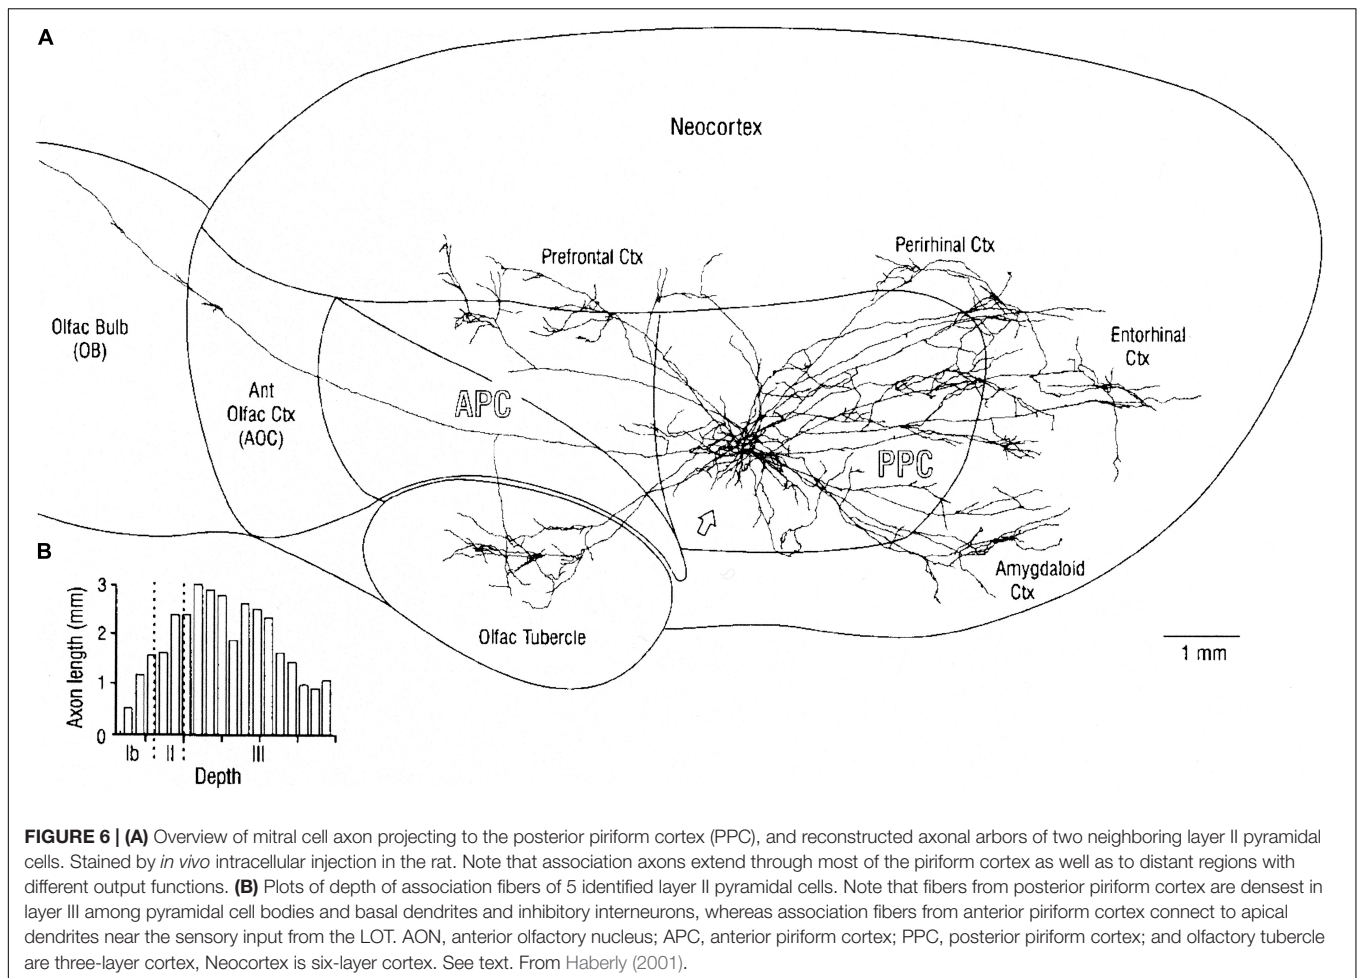 A
Neocortex
Prefrontal Ctx
Perirhinal Ctx
Olfac Bulb
(OB)
Entorhinal
Ctx
Ant
Olfac Ctx
(AOC)
APC
PPC
Amygdaloid
Ctx
Olfac Tubercle
1 mm
B
Axon length (mm)
3
2
1
0
Ib
II
III
Depth
FIGURE 6 | (A) Overview of mitral cell axon projecting to the posterior piriform cortex (PPC), and reconstructed axonal arbors of two neighboring layer II pyramidal
cells. Stained by in vivo intracellular injection in the rat. Note that association axons extend through most of the piriform cortex as well as to distant regions with
different output functions. (B) Plots of depth of association fibers of 5 identified layer II pyramidal cells. Note that fibers from posterior piriform cortex are densest in
layer III among pyramidal cell bodies and basal dendrites and inhibitory interneurons, whereas association fibers from anterior piriform cortex connect to apical
dendrites near the sensory input from the LOT. AON, anterior olfactory nucleus; APC, anterior piriform cortex; PPC, posterior piriform cortex; and olfactory tubercle
are three-layer cortex, Neocortex is six-layer cortex. See text. From Haberly (2001).